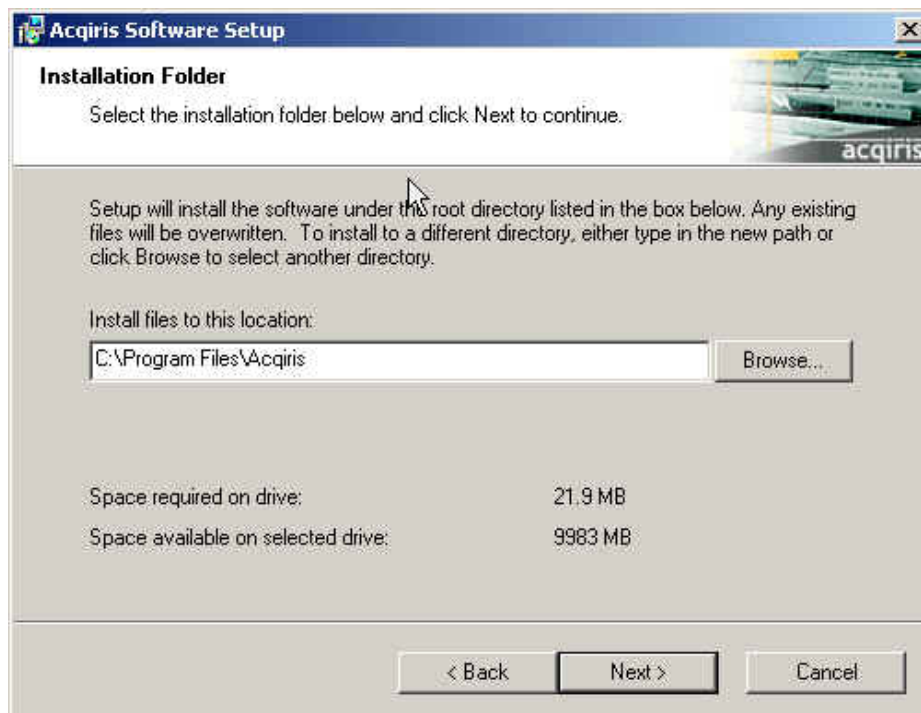 Acqiris Software Setup
Installation Folder
Select the installation folder below and click Next to continue.
acqiris
Setup will install the software under the root directory listed in the box below. Any existing
files will be overwritten. To install to a different directory, either type in the new path or
click Browse to select another directory.
Install files to this location:
C:\Program Files\Acqiris
Browse...
Space required on drive: 21.9 MB
Space available on selected drive: 9983 MB
< Back Next > Cancel